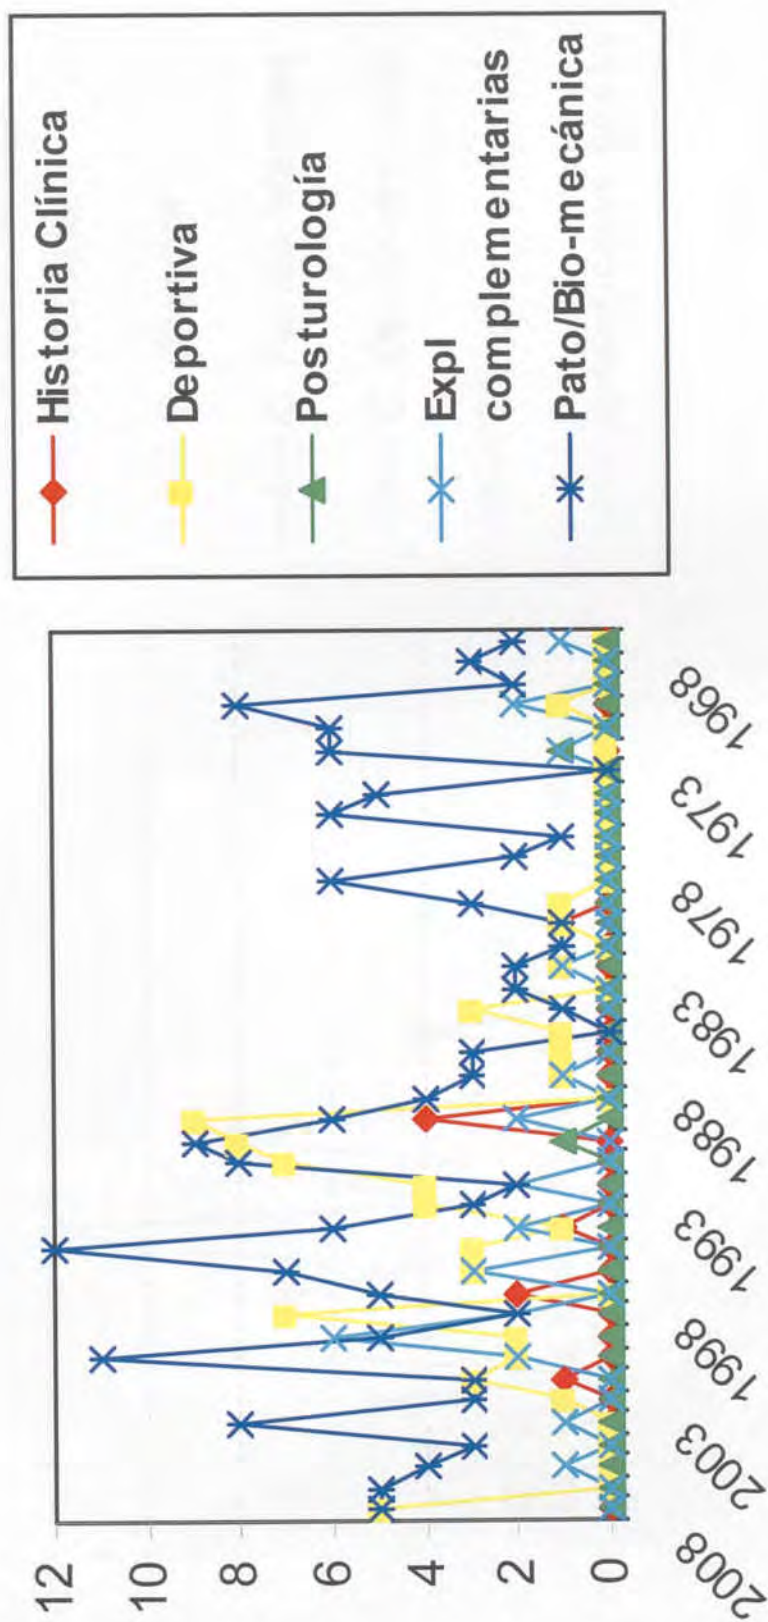 12
10
8
6
4
2
0
2008
2003
1998
1993
1988
1983
1978
1973
1968
Historia Clínica
Deportiva
Posturología
Expl
complementarias
Pato/Bio-mecánica